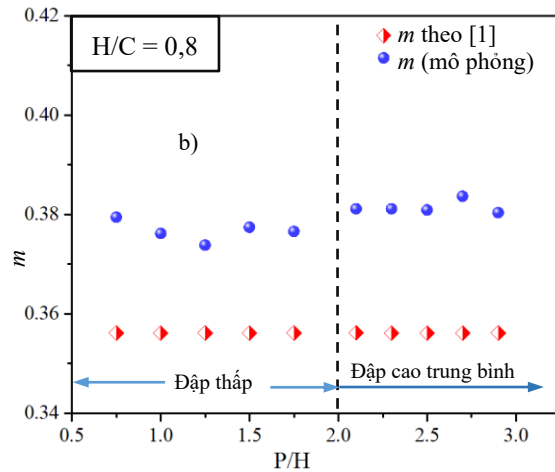 0.42
H/C = 0,8
m theo [1]
m (mô phỏng)
0.40
b)
0.38
m
0.36
Đập thấp
Đập cao trung bình
0.34
0.5 1.0 1.5 2.0 2.5 3.0
P/H